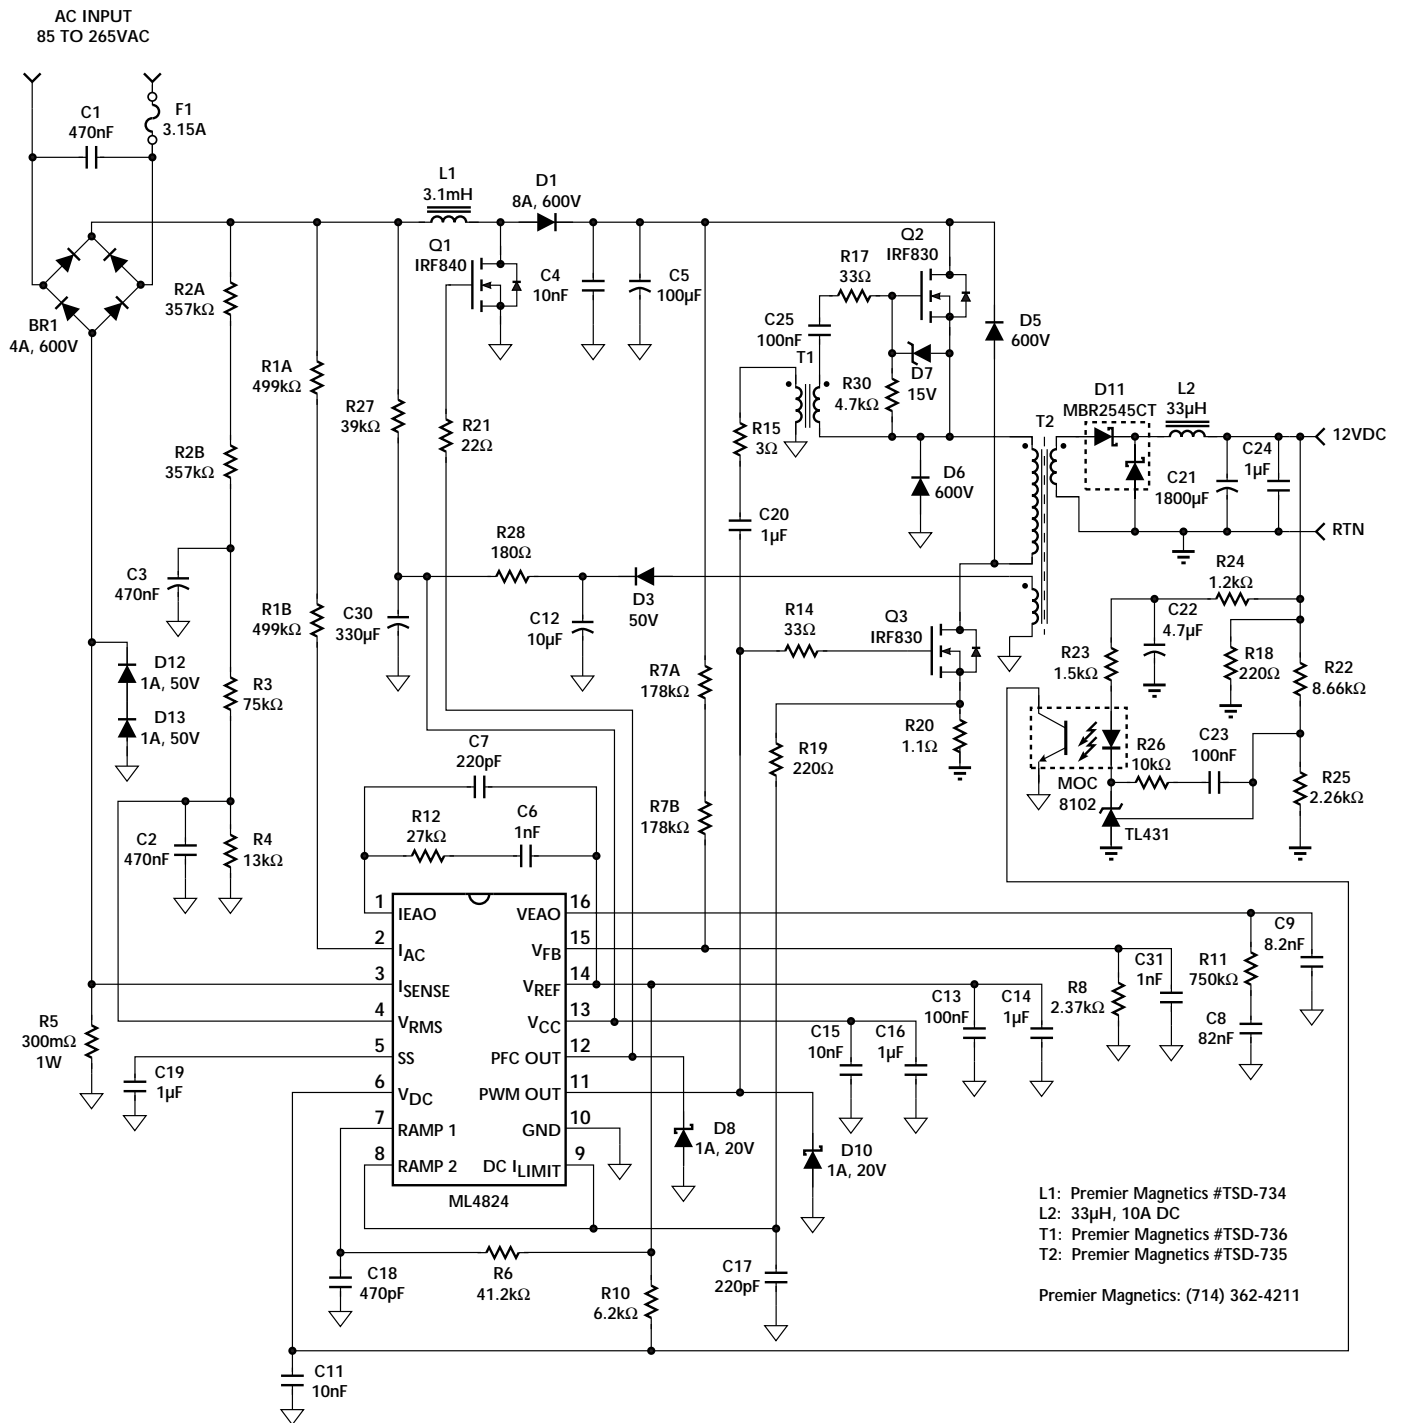 AC INPUT
85 TO 265VAC
C1
470nF
F1
3.15A
L1
3.1mH
D1
8A, 600V
Q1
IRF840
C4
10nF
C5
100µF
R17
33Ω
Q2
IRF830
R2A
357kΩ
BR1
4A, 600V
C25
100nF
T1
D5
600V
R1A
499kΩ
R27
39kΩ
R21
22Ω
R15
3Ω
R30
4.7kΩ
D7
15V
T2
D11
MBR2545CT
L2
33µH
12VDC
R2B
357kΩ
D6
600V
C21
1800µF
C24
1µF
C20
1µF
RTN
R28
180Ω
C3
470nF
R1B
499kΩ
C30
330µF
C12
10µF
D3
50V
R14
33Ω
Q3
IRF830
R24
1.2kΩ
C22
4.7µF
D12
1A, 50V
D13
1A, 50V
R3
75kΩ
R7A
178kΩ
R23
1.5kΩ
R18
220Ω
R22
8.66kΩ
R20
1.1Ω
C7
220pF
R19
220Ω
C23
100nF
R26
10kΩ
MOC
8102
TL431
R25
2.26kΩ
R7B
178kΩ
C2
470nF
R4
13kΩ
R12
27kΩ
C6
1nF
1 IEAO VEAO 16
2 IAC VFB 15
3 ISENSE VREF 14
4 VRMS VCC 13
5 SS PFC OUT 12
6 VDC PWM OUT 11
7 RAMP 1 GND 10
8 RAMP 2 DC ILIMIT 9
ML4824
C9
8.2nF
R11
750kΩ
C31
1nF
R8
2.37kΩ
C8
82nF
C13
100nF
C14
1µF
C15
10nF
C16
1µF
R5
300mΩ
1W
C19
1µF
D8
1A, 20V
D10
1A, 20V
C18
470pF
R6
41.2kΩ
R10
6.2kΩ
C17
220pF
C11
10nF
L1: Premier Magnetics #TSD-734
L2: 33µH, 10A DC
T1: Premier Magnetics #TSD-736
T2: Premier Magnetics #TSD-735
Premier Magnetics: (714) 362-4211